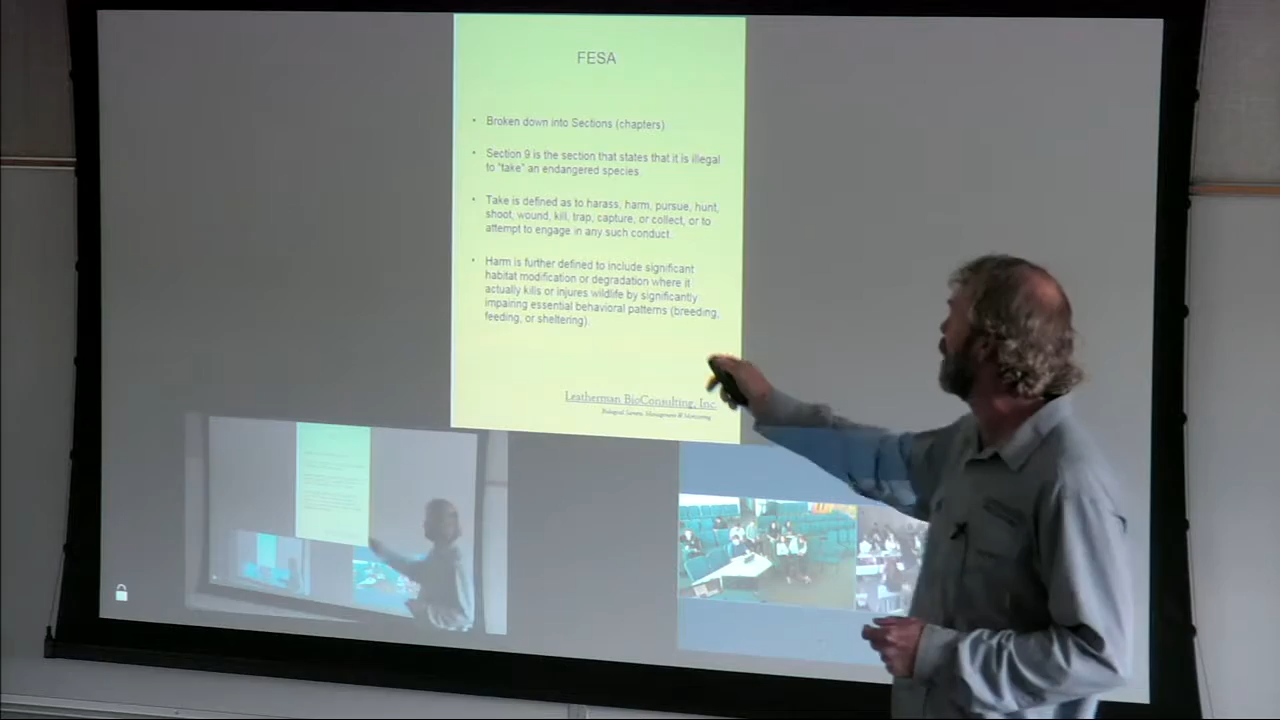 FESA
• Broken down into Sections (chapters)
• Section 9 is the section that states that it is illegal
to "take" an endangered species.
• Take is defined as to harass, harm, pursue, hunt,
shoot, wound, kill, trap, capture, or collect, or to
attempt to engage in any such conduct.
• Harm is further defined to include significant
habitat modification or degradation where it
actually kills or injures wildlife by significantly
impairing essential behavioral patterns (breeding,
feeding, or sheltering).
Leatherman BioConsulting, Inc.
Biological Surveys, Management & Monitoring